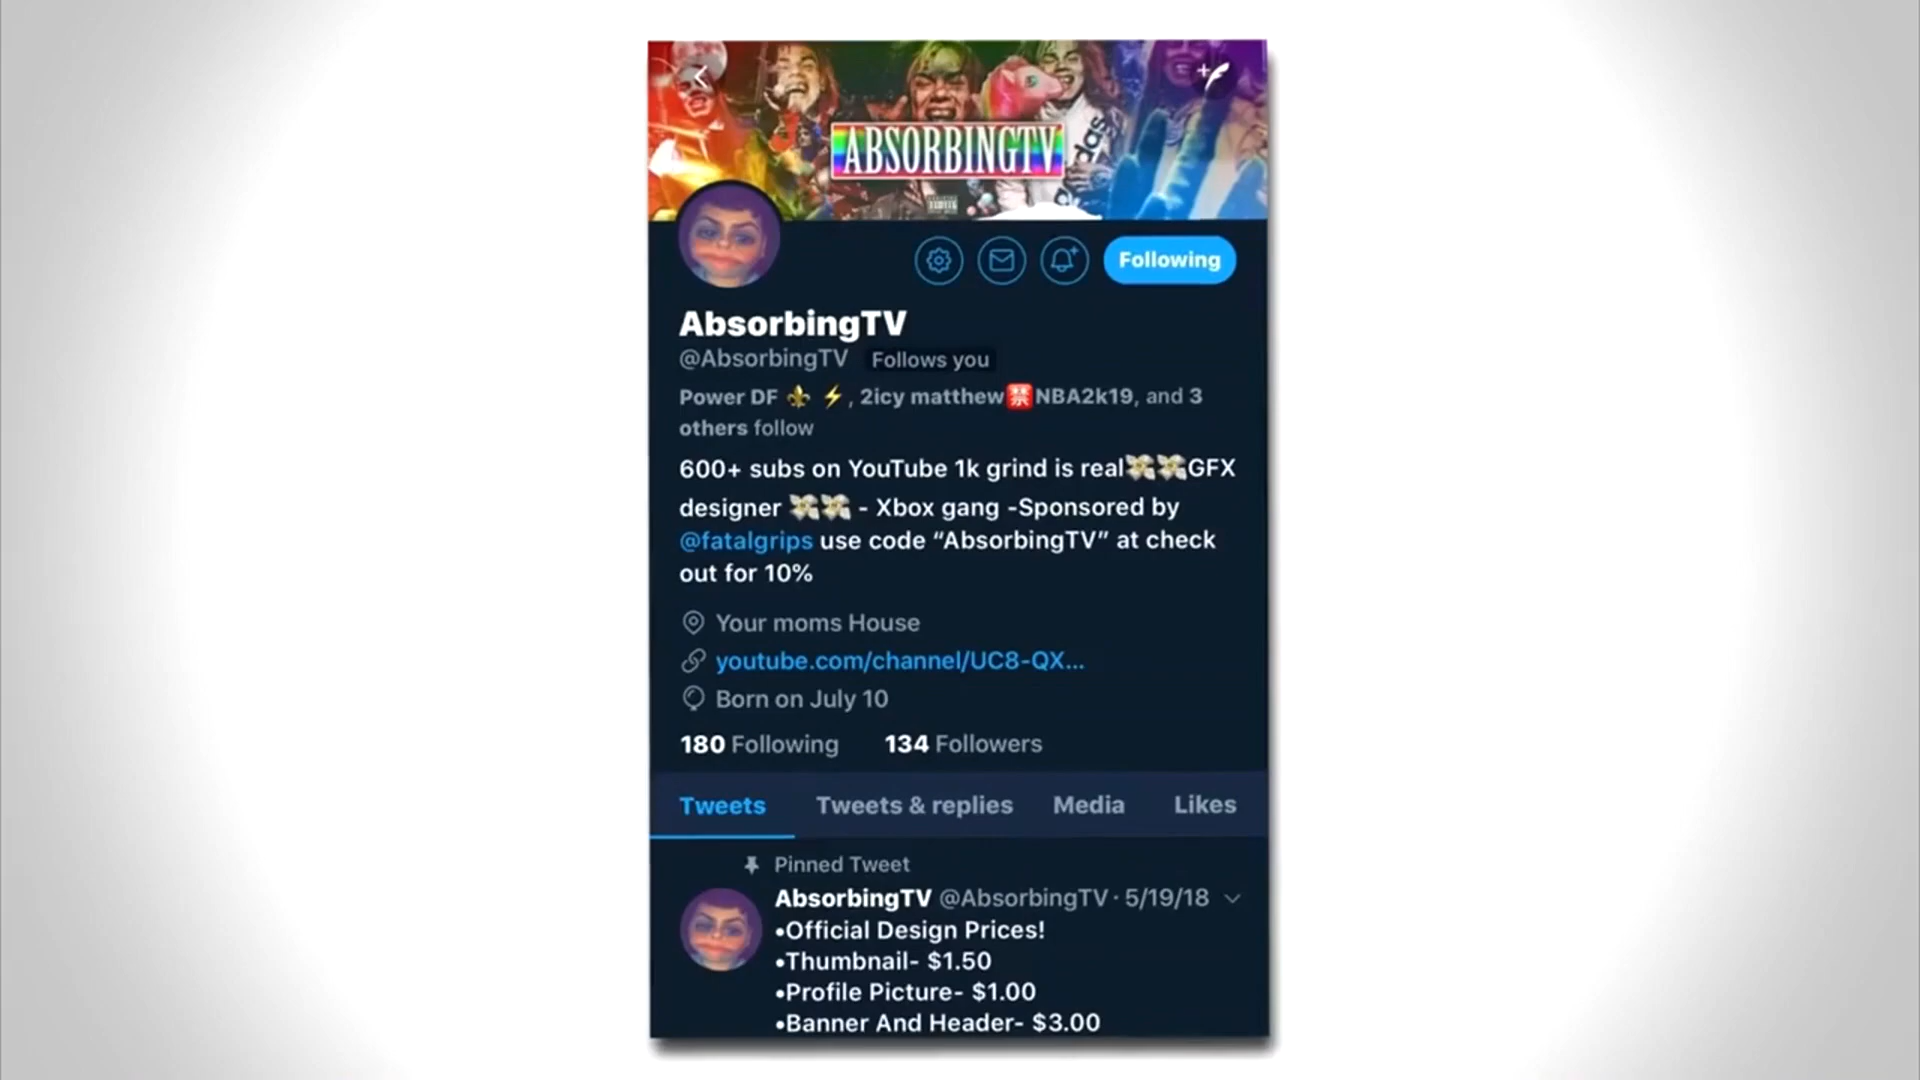 ABSORBINGTV
das
Following
AbsorbingTV
@AbsorbingTV Follows you
Power DF ⚜️ ⚡, 2icy matthew🈲NBA2k19, and 3
others follow
600+ subs on YouTube 1k grind is real💸💸GFX
designer 💸💸 - Xbox gang -Sponsored by
@fatalgrips use code “AbsorbingTV” at check
out for 10%
Your moms House
youtube.com/channel/UC8-QX...
Born on July 10
180 Following 134 Followers
Tweets Tweets & replies Media Likes
Pinned Tweet
AbsorbingTV @AbsorbingTV · 5/19/18
•Official Design Prices!
•Thumbnail- $1.50
•Profile Picture- $1.00
•Banner And Header- $3.00